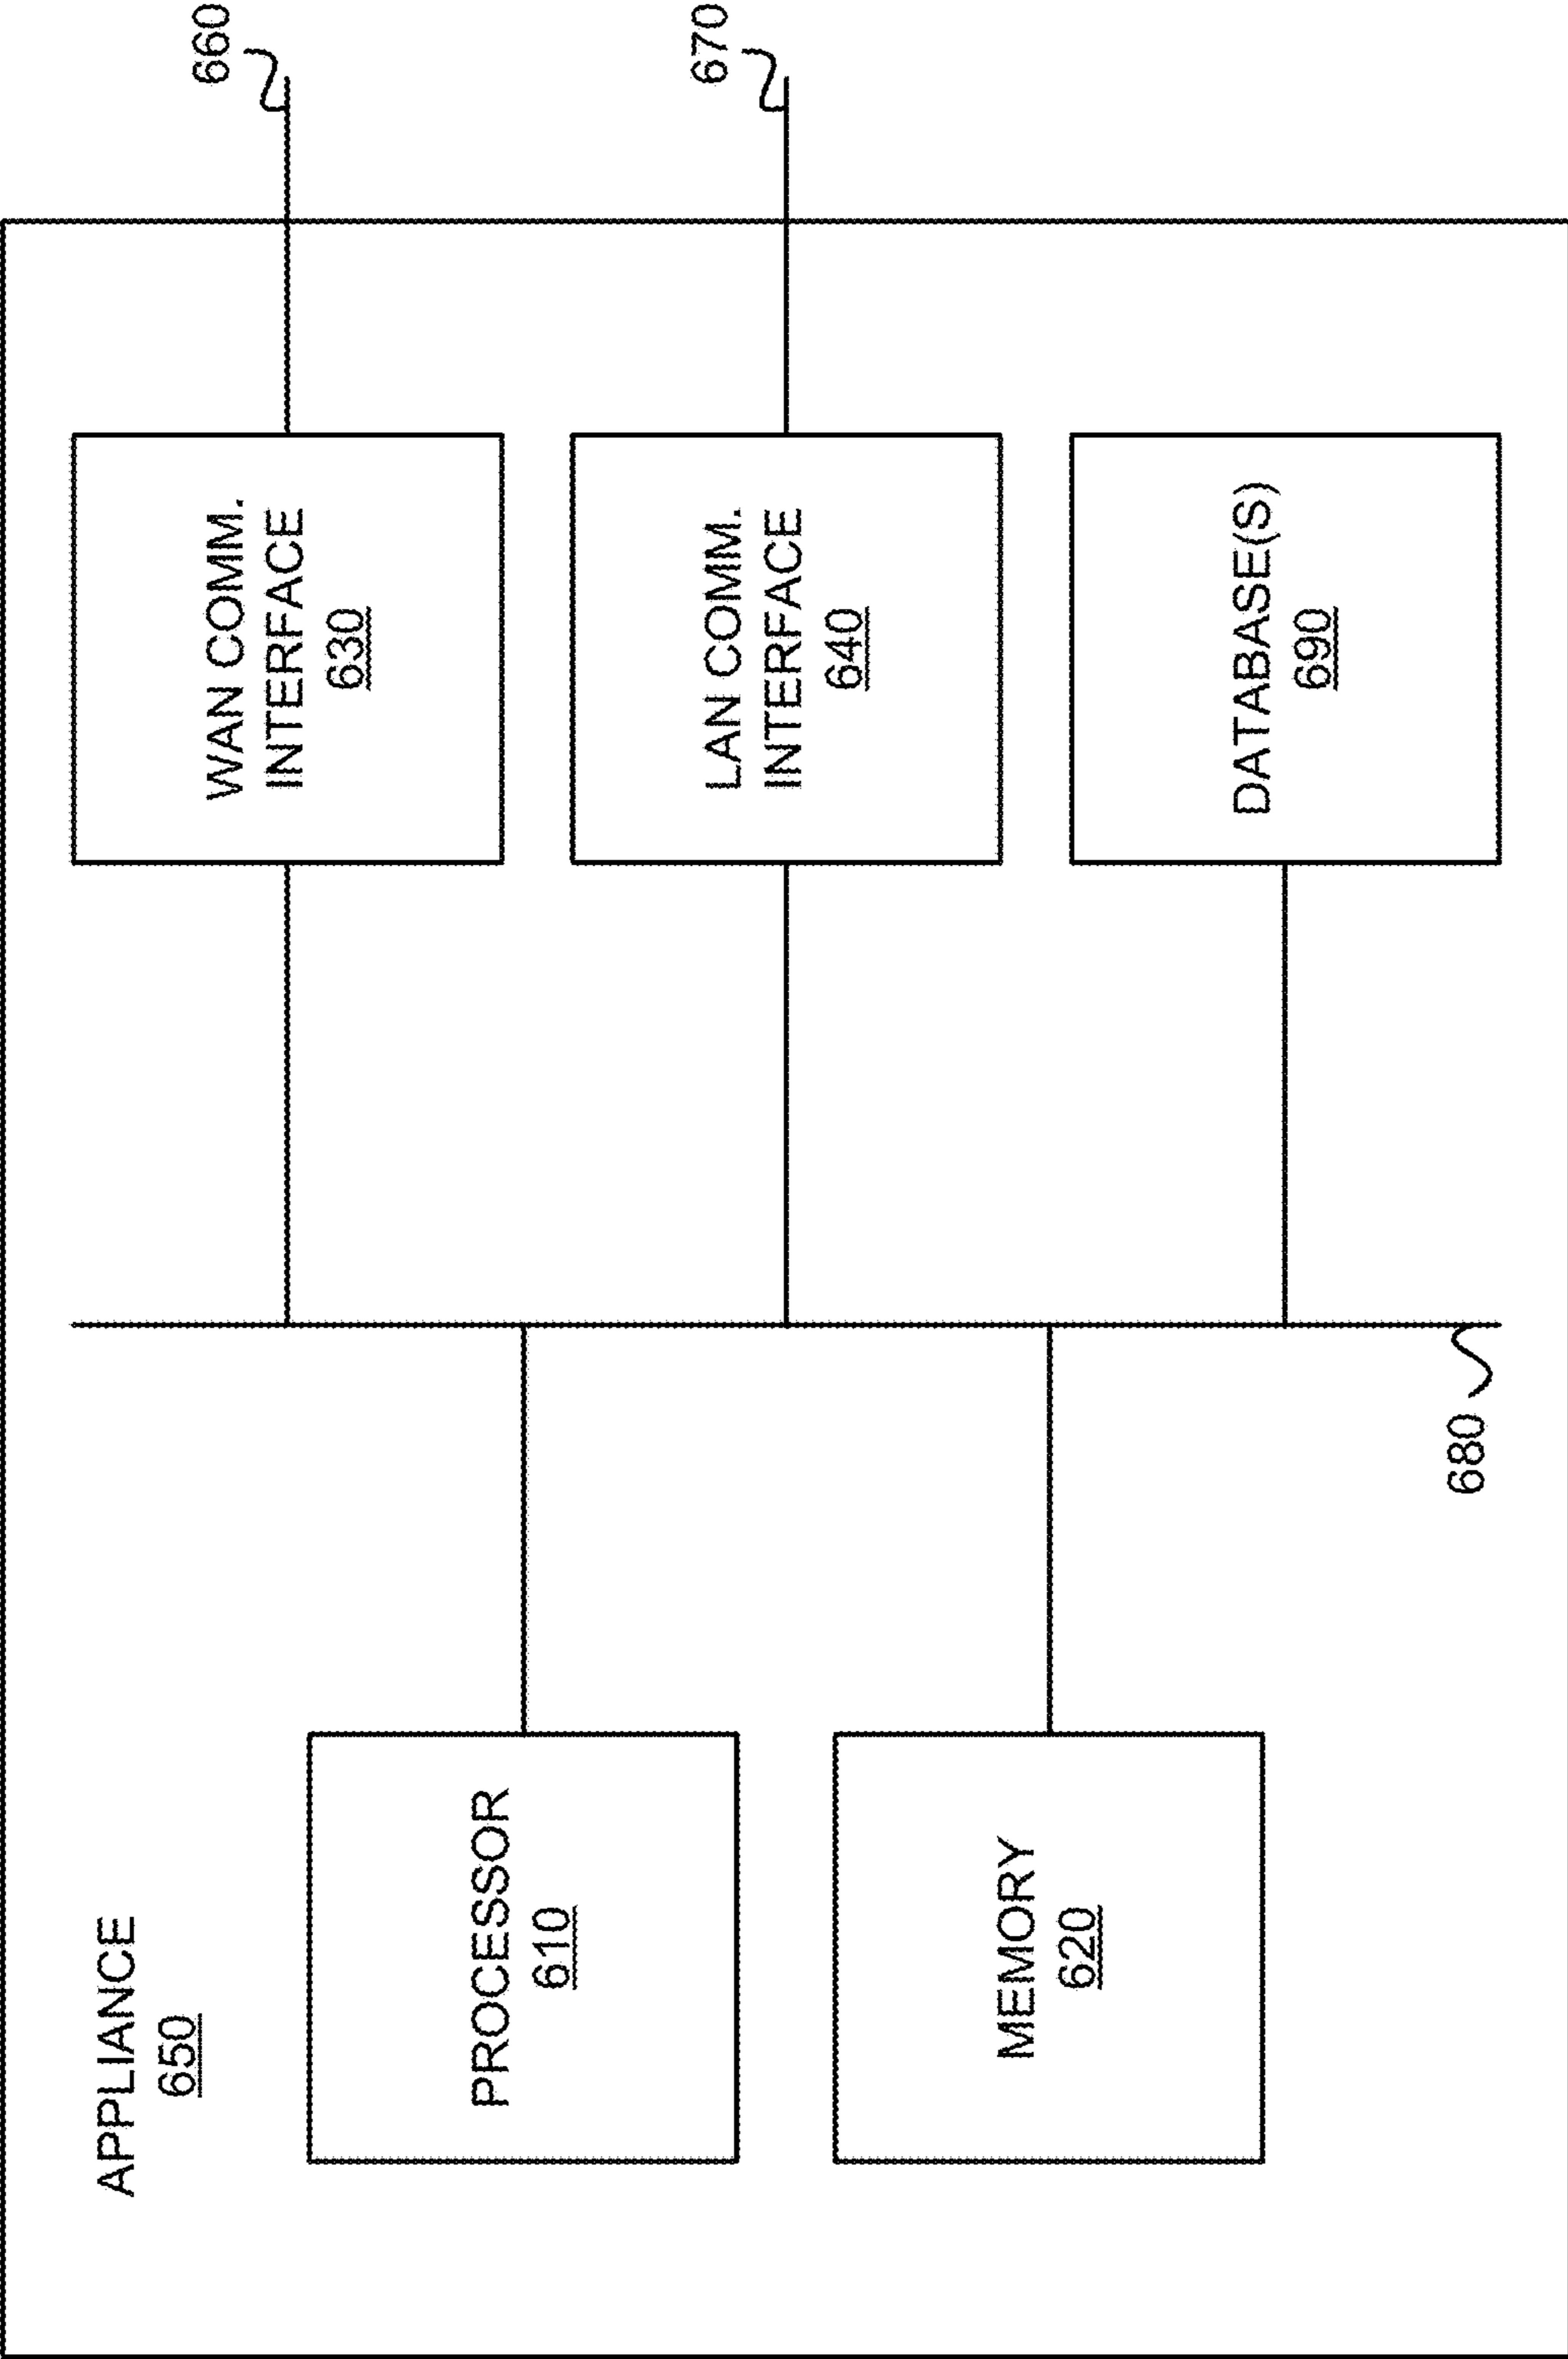 APPLIANCE
650
PROCESSOR
610
MEMORY
620
680
WAN COMM.
INTERFACE
630
LAN COMM.
INTERFACE
640
DATABASE(S)
690
660
670